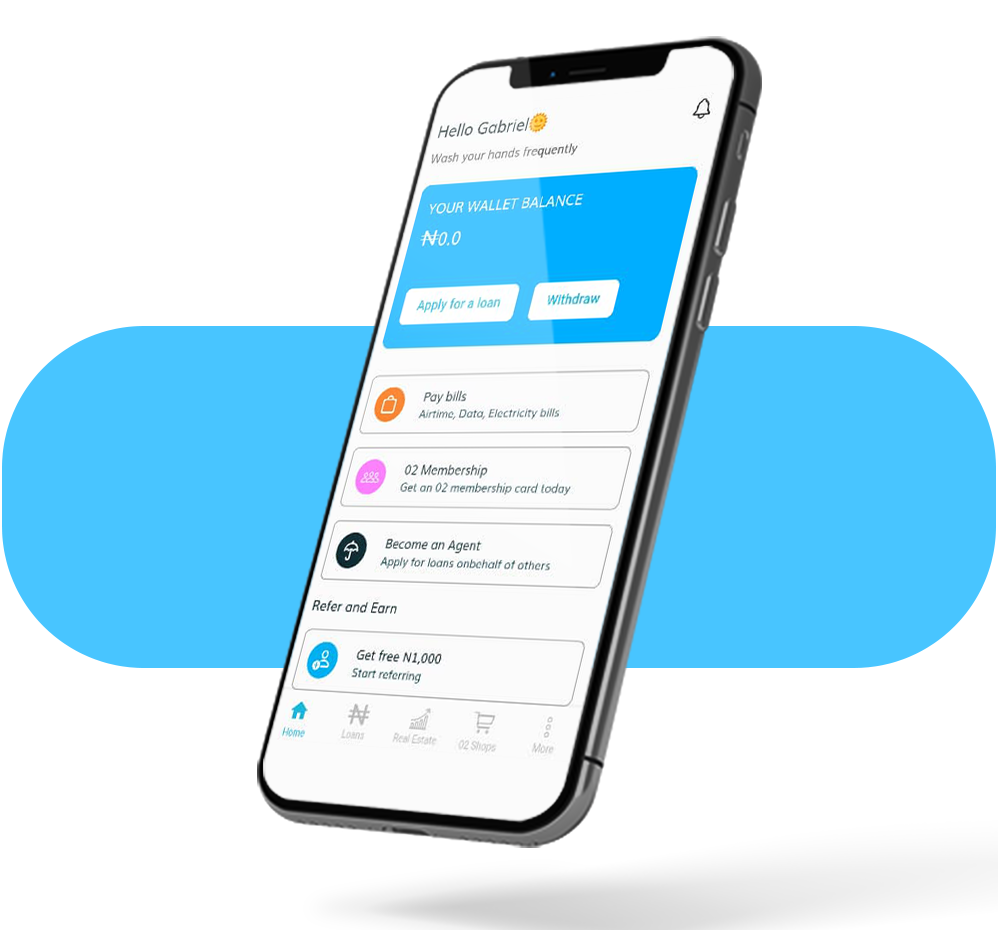 Hello Gabriel🌞
Wash your hands frequently
YOUR WALLET BALANCE
₦0.0
Apply for a loan
Withdraw
Pay bills
Airtime, Data, Electricity bills
02 Membership
Get an 02 membership card today
Become an Agent
Apply for loans onbehalf of others
Refer and Earn
Get free N1,000
Start referring
Home
Loans
Real Estate
02 Shops
More